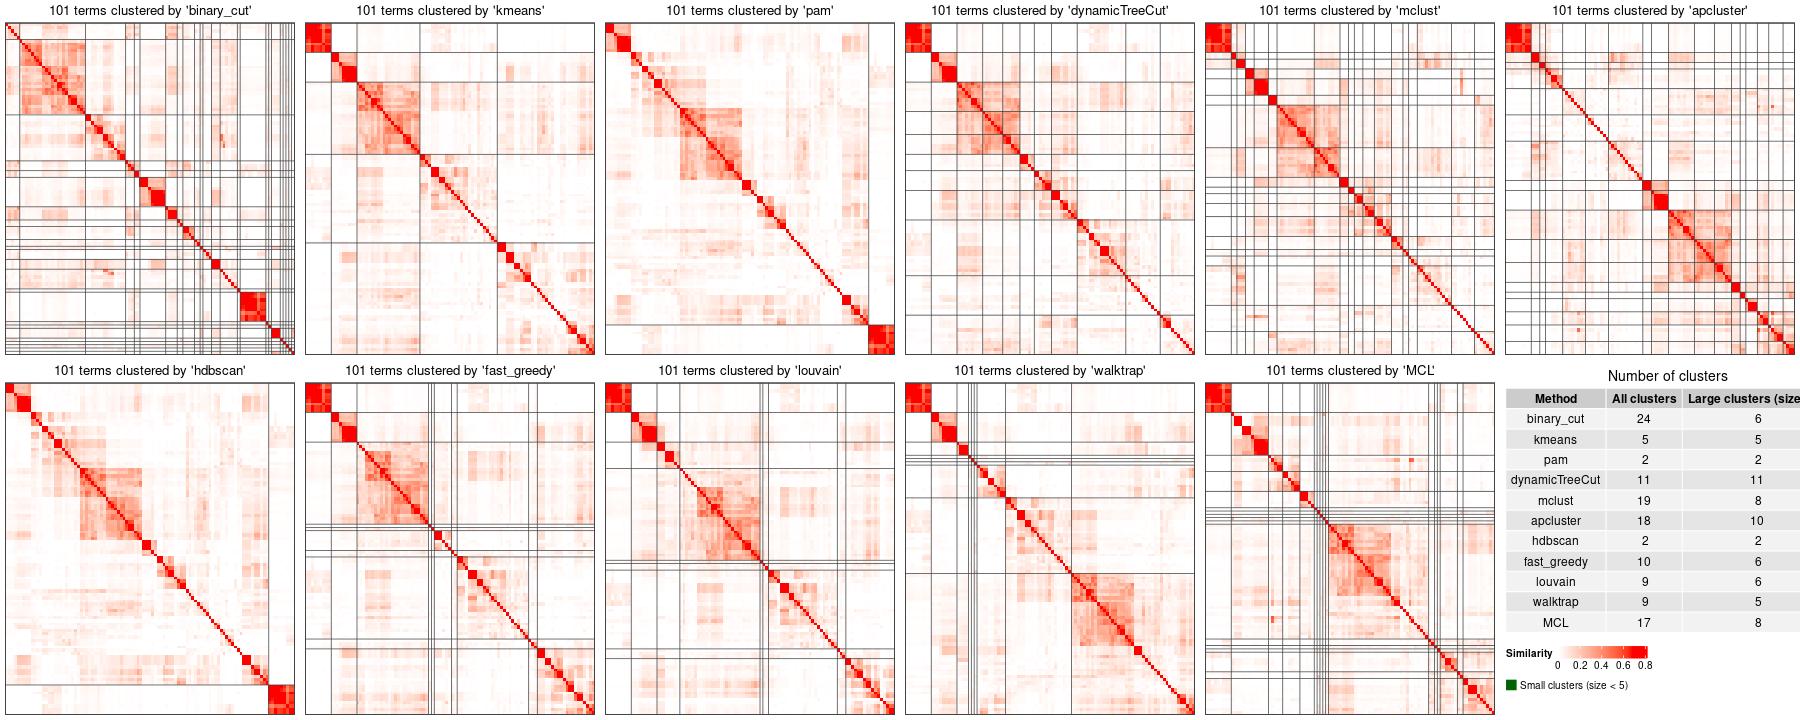 101 terms clustered by 'binary_cut'
101 terms clustered by 'kmeans'
101 terms clustered by 'pam'
101 terms clustered by 'dynamicTreeCut'
101 terms clustered by 'mclust'
101 terms clustered by 'apcluster'
101 terms clustered by 'hdbscan'
101 terms clustered by 'fast_greedy'
101 terms clustered by 'louvain'
101 terms clustered by 'walktrap'
101 terms clustered by 'MCL'
Number of clusters
Method All clusters Large clusters (size
binary_cut 24 6
kmeans 5 5
pam 2 2
dynamicTreeCut 11 11
mclust 19 8
apcluster 18 10
hdbscan 2 2
fast_greedy 10 6
louvain 9 6
walktrap 9 5
MCL 17 8
Similarity
0 0.2 0.4 0.6 0.8
Small clusters (size < 5)